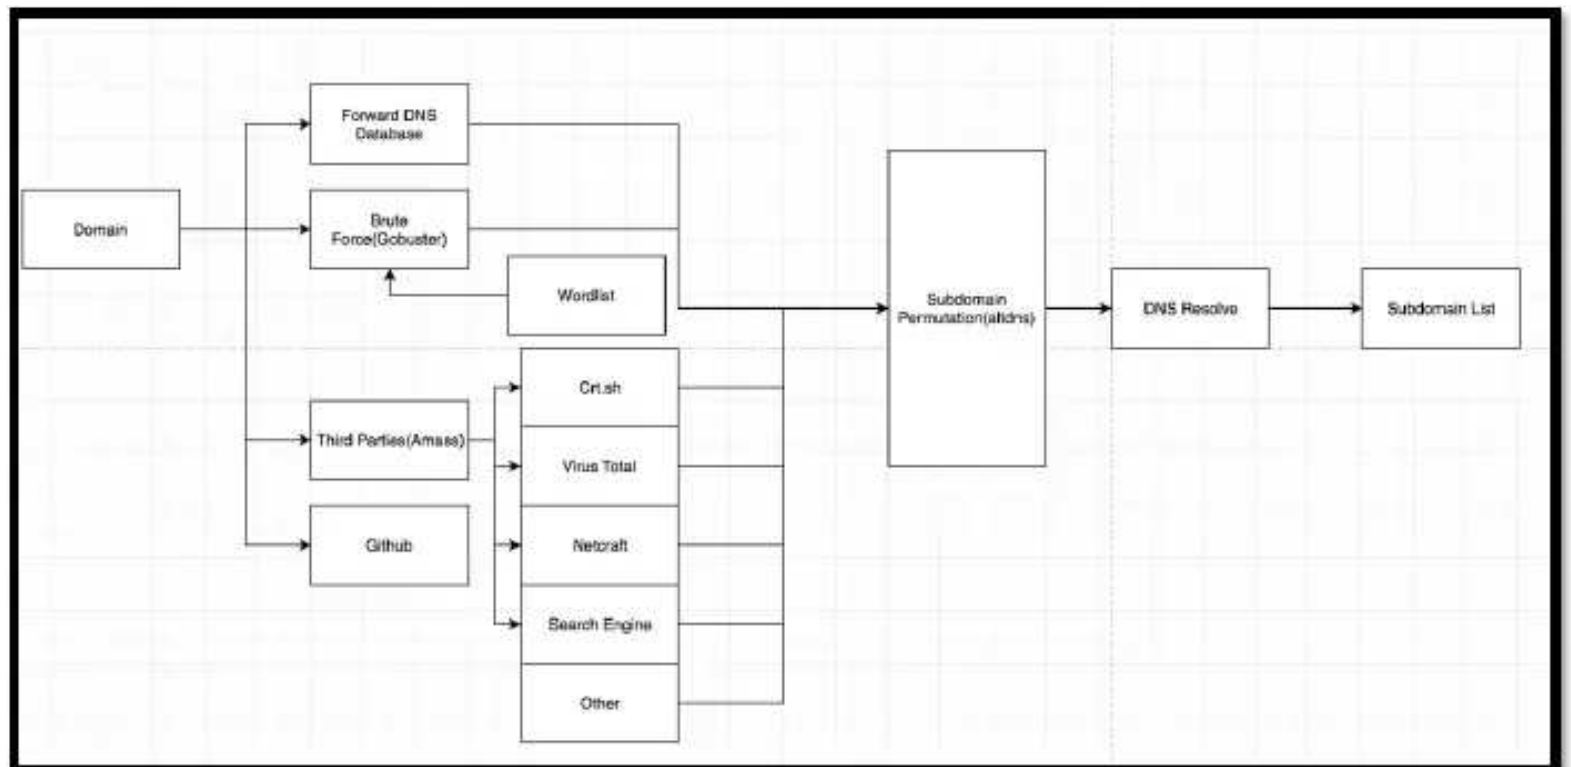 Forward DNS
Database
Domain
Brute
Force(Gobuster)
Wordlist
Subdomain
Permutation(altdns)
DNS Resolve
Subdomain List
Crt.sh
Third Parties(Amass)
Virus Total
Github
Netcraft
Search Engine
Other